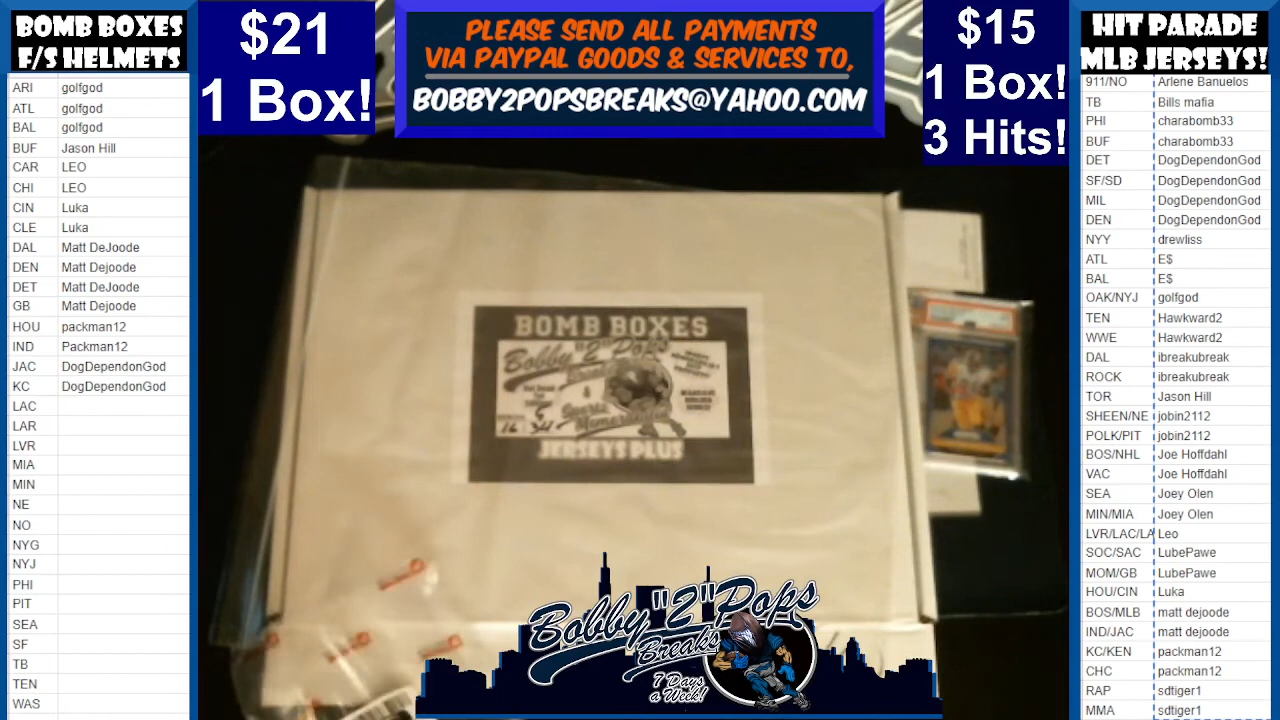 BOMB BOXES
F/S HELMETS
ARI golfgod
ATL golfgod
BAL golfgod
BUF Jason Hill
CAR LEO
CHI LEO
CIN Luka
CLE Luka
DAL Matt DeJoode
DEN Matt Dejoode
DET Matt DeJoode
GB Matt Dejoode
HOU packman12
IND Packman12
JAC DogDependonGod
KC DogDependonGod
LAC
LAR
LVR
MIA
MIN
NE
NO
NYG
NYJ
PHI
PIT
SEA
SF
TB
TEN
WAS
$21
1 Box!
PLEASE SEND ALL PAYMENTS
VIA PAYPAL GOODS & SERVICES TO,
BOBBY2POPSBREAKS@YAHOO.COM
$15
1 Box!
3 Hits!
BOMB BOXES
Bobby "2" Pops
Sports
Memorabilia
JERSEYS PLUS
Bobby "2" Pops
Breaks
7 Days
a Week!
HIT PARADE
MLB JERSEYS!
911/NO Arlene Banuelos
TB Bills mafia
PHI charabomb33
BUF charabomb33
DET DogDependonGod
SF/SD DogDependonGod
MIL DogDependonGod
DEN DogDependonGod
NYY drewliss
ATL E$
BAL E$
OAK/NYJ golfgod
TEN Hawkward2
WWE Hawkward2
DAL ibreakubreak
ROCK ibreakubreak
TOR Jason Hill
SHEEN/NE jobin2112
POLK/PIT jobin2112
BOS/NHL Joe Hoffdahl
VAC Joe Hoffdahl
SEA Joey Olen
MIN/MIA Joey Olen
LVR/LAC/LA Leo
SOC/SAC LubePawe
MOM/GB LubePawe
HOU/CIN Luka
BOS/MLB matt dejoode
IND/JAC matt dejoode
KC/KEN packman12
CHC packman12
RAP sdtiger1
MMA sdtiger1